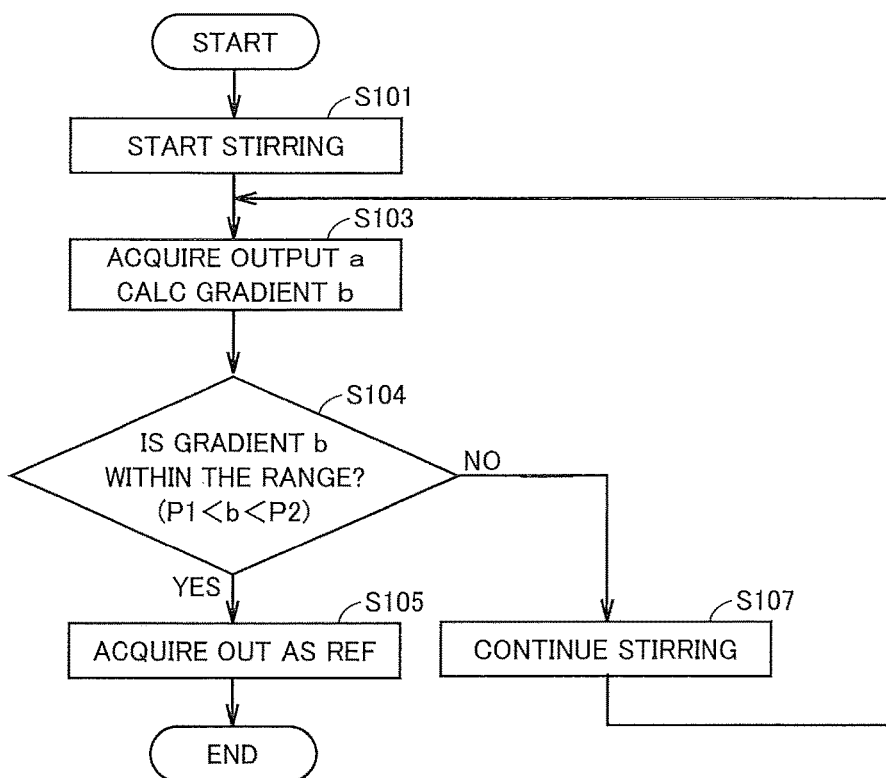 START
S101
START STIRRING
S103
ACQUIRE OUTPUT a
CALC GRADIENT b
S104
IS GRADIENT b
WITHIN THE RANGE?
(P1<b<P2)
NO
YES
S105
ACQUIRE OUT AS REF
S107
CONTINUE STIRRING
END